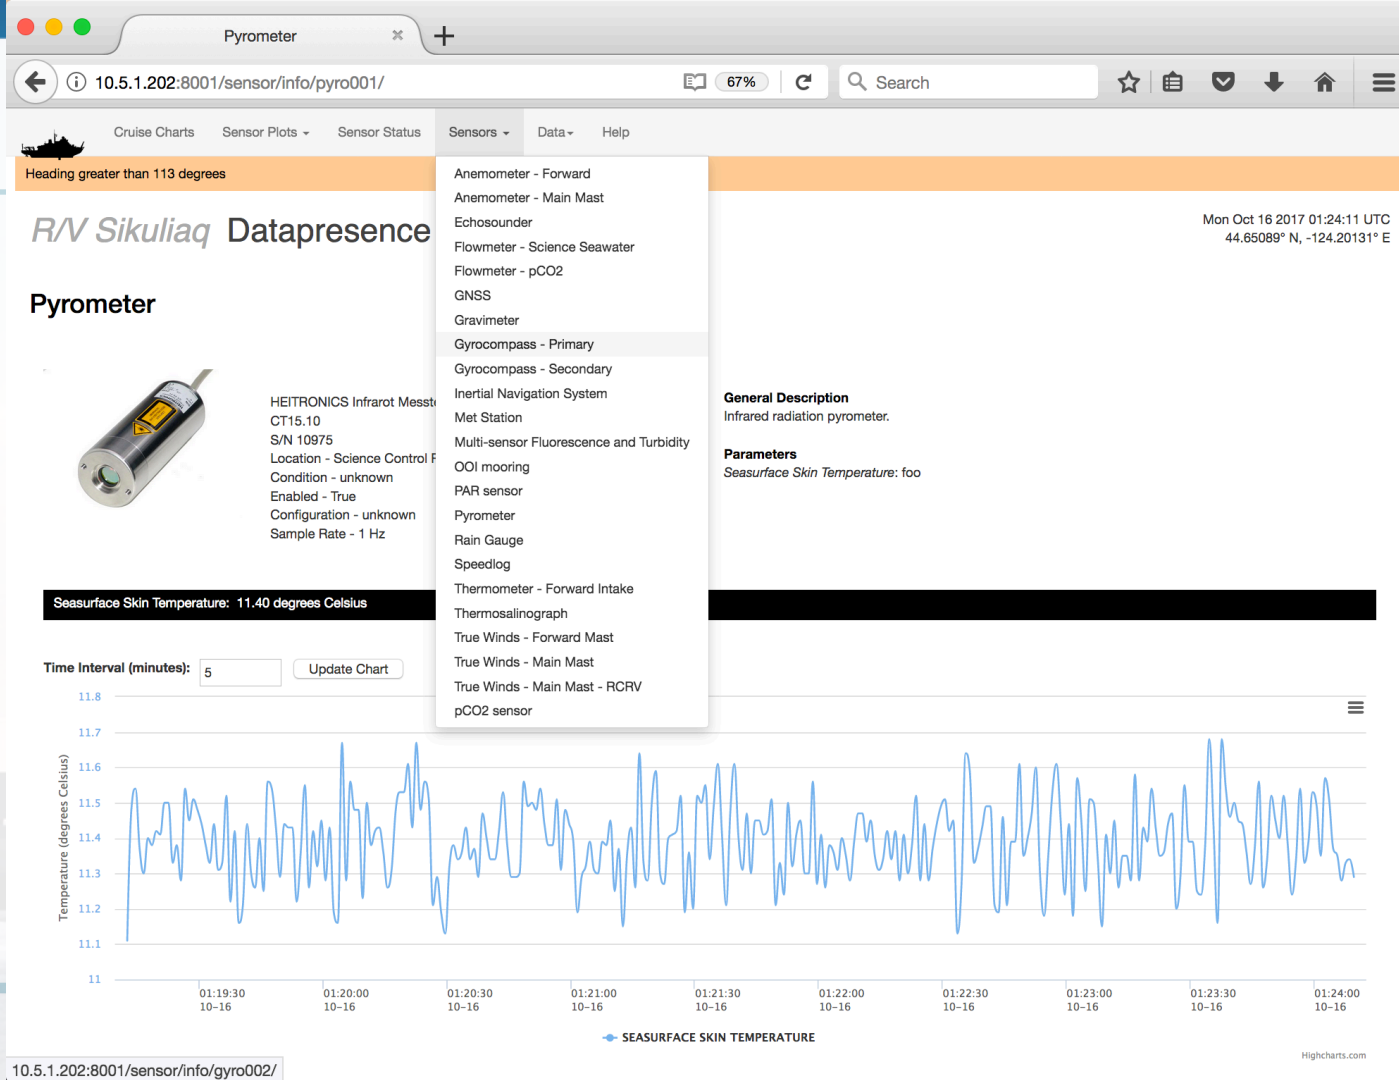 Pyrometer
10.5.1.202:8001/sensor/info/pyro001/
67%
Search
Cruise Charts
Sensor Plots
Sensor Status
Sensors
Data
Help
Heading greater than 113 degrees
R/V Sikuliaq Datapresence
Mon Oct 16 2017 01:24:11 UTC
44.65089° N, -124.20131° E
Anemometer - Forward
Anemometer - Main Mast
Echosounder
Flowmeter - Science Seawater
Flowmeter - pCO2
GNSS
Gravimeter
Gyrocompass - Primary
Gyrocompass - Secondary
Inertial Navigation System
Met Station
Multi-sensor Fluorescence and Turbidity
OOI mooring
PAR sensor
Pyrometer
Rain Gauge
Speedlog
Thermometer - Forward Intake
Thermosalinograph
True Winds - Forward Mast
True Winds - Main Mast
True Winds - Main Mast - RCRV
pCO2 sensor
Pyrometer
HEITRONICS Infrarot
CT15.10
S/N 10975
Location - Science Control
Condition - unknown
Enabled - True
Configuration - unknown
Sample Rate - 1 Hz
General Description
Infrared radiation pyrometer.
Parameters
Seasurface Skin Temperature: foo
Seasurface Skin Temperature: 11.40 degrees Celsius
Time Interval (minutes):
5
Update Chart
Temperature (degrees Celsius)
11.8
11.7
11.6
11.5
11.4
11.3
11.2
11.1
11
01:19:30
10-16
01:20:00
10-16
01:20:30
10-16
01:21:00
10-16
01:21:30
10-16
01:22:00
10-16
01:22:30
10-16
01:23:00
10-16
01:23:30
10-16
01:24:00
10-16
SEASURFACE SKIN TEMPERATURE
Highcharts.com
10.5.1.202:8001/sensor/info/gyro002/